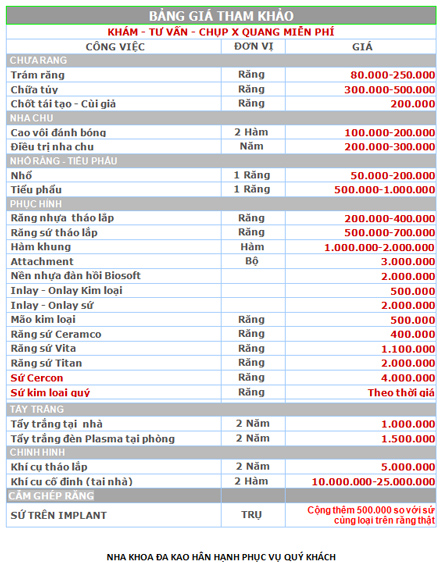 BẢNG GIÁ THAM KHẢO
KHÁM - TƯ VẤN - CHỤP X QUANG MIỄN PHÍ
CÔNG VIỆC ĐƠN VỊ GIÁ
CHỮA RĂNG
Trám răng Răng 80.000-250.000
Chữa tủy Răng 300.000-500.000
Chốt tái tạo - Cùi giả Răng 200.000
NHA CHU
Cao vôi đánh bóng 2 Hàm 100.000-200.000
Điều trị nha chu Năm 200.000-300.000
NHỔ RĂNG - TIỂU PHẨU
Nhổ 1 Răng 50.000-200.000
Tiểu phẩu 1 Răng 500.000-1.000.000
PHỤC HÌNH
Răng nhựa tháo lắp Răng 200.000-400.000
Răng sứ tháo lắp Răng 500.000-700.000
Hàm khung Hàm 1.000.000-2.000.000
Attachment Bộ 3.000.000
Nền nhựa đàn hồi Biosoft 2.000.000
Inlay - Onlay Kim loại 500.000
Inlay - Onlay sứ 2.000.000
Mão kim loại Răng 500.000
Răng sứ Ceramco Răng 400.000
Răng sứ Vita Răng 1.100.000
Răng sứ Titan Răng 2.000.000
Sứ Cercon Răng 4.000.000
Sứ kim loại quý Răng Theo thời giá
TẨY TRẮNG
Tẩy trắng tại nhà 2 Năm 1.000.000
Tẩy trắng đèn Plasma tại phòng 2 Năm 1.500.000
CHỈNH HÌNH
Khí cụ tháo lắp 2 Năm 5.000.000
Khí cụ cố định (tại nhà) 2 Hàm 10.000.000-25.000.000
CẮM GHÉP RĂNG
SỨ TRÊN IMPLANT TRỤ Cộng thêm 500.000 so với sứ
cùng loại trên răng thật
NHA KHOA ĐA KAO HÂN HẠNH PHỤC VỤ QUÝ KHÁCH